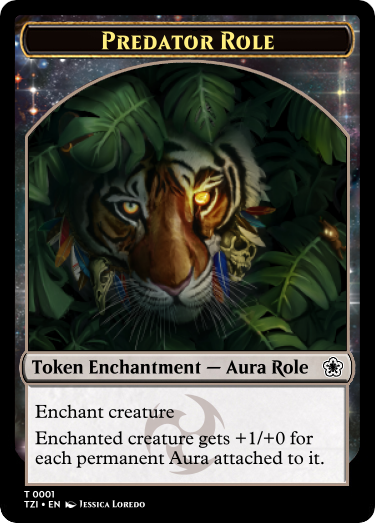 Predator Role
Token Enchantment — Aura Role
Enchant creature
Enchanted creature gets +1/+0 for
each permanent Aura attached to it.
T 0001
TZI • EN Jessica Loredo